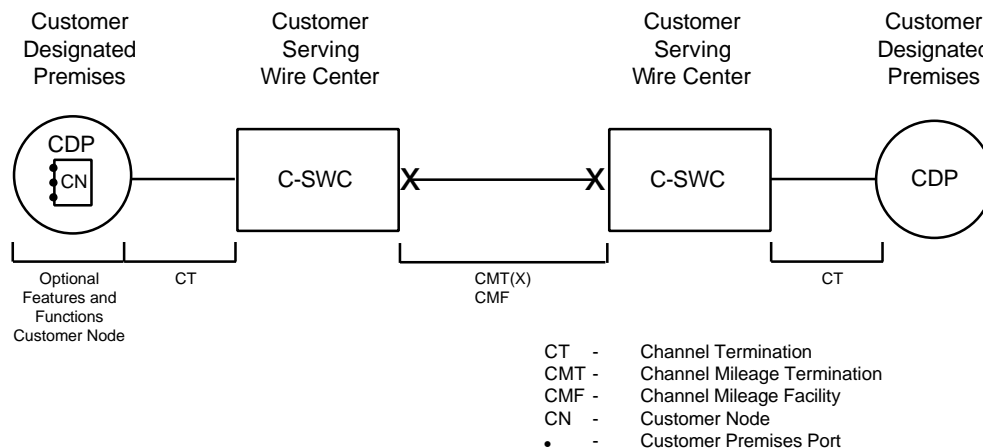 Customer
Designated
Premises
Customer
Serving
Wire Center
Customer
Serving
Wire Center
Customer
Designated
Premises
CDP
CN
C-SWC
X
X
C-SWC
CDP
Optional
Features and
Functions
Customer Node
CT
CMT(X)
CMF
CT
CT - Channel Termination
CMT - Channel Mileage Termination
CMF - Channel Mileage Facility
CN - Customer Node
• - Customer Premises Port